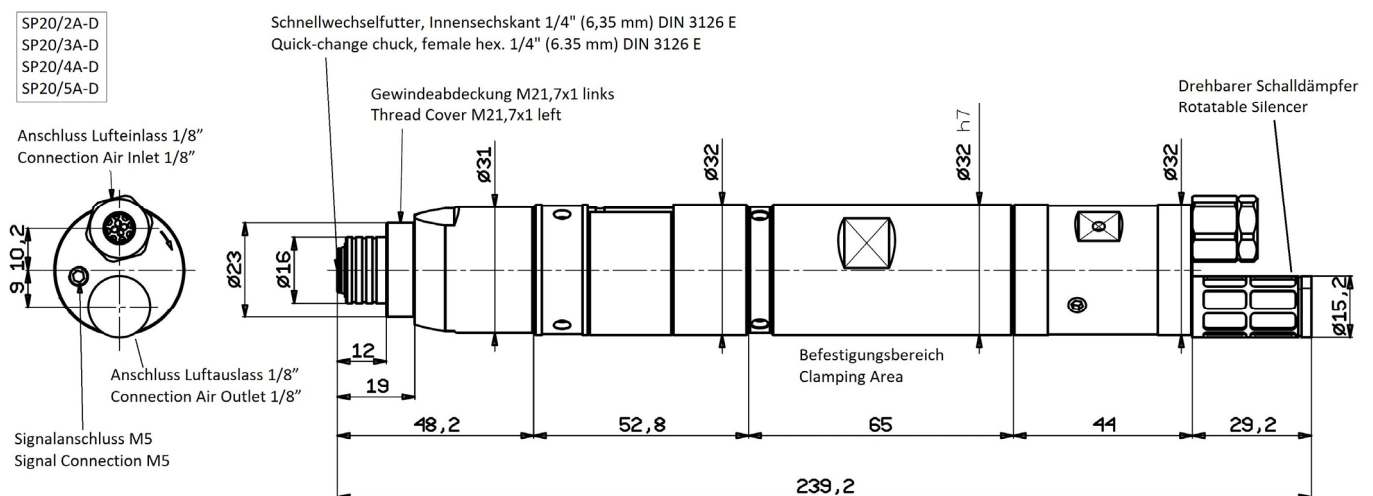 SP20/2A-D
SP20/3A-D
SP20/4A-D
SP20/5A-D
Schnellwechselfutter, Innensechskant 1/4" (6,35 mm) DIN 3126 E
Quick-change chuck, female hex. 1/4" (6.35 mm) DIN 3126 E
Gewindeabdeckung M21,7x1 links
Thread Cover M21,7x1 left
Drehbarer Schalldämpfer
Rotatable Silencer
Anschluss Lufteinlass 1/8”
Connection Air Inlet 1/8”
Ø31
Ø32
Ø32 h7
Ø32
10,2
9
Ø23
Ø16
Ø15,2
12
19
Befestigungsbereich
Clamping Area
Anschluss Luftauslass 1/8”
Connection Air Outlet 1/8”
Signalanschluss M5
Signal Connection M5
48,2
52,8
65
44
29,2
239,2